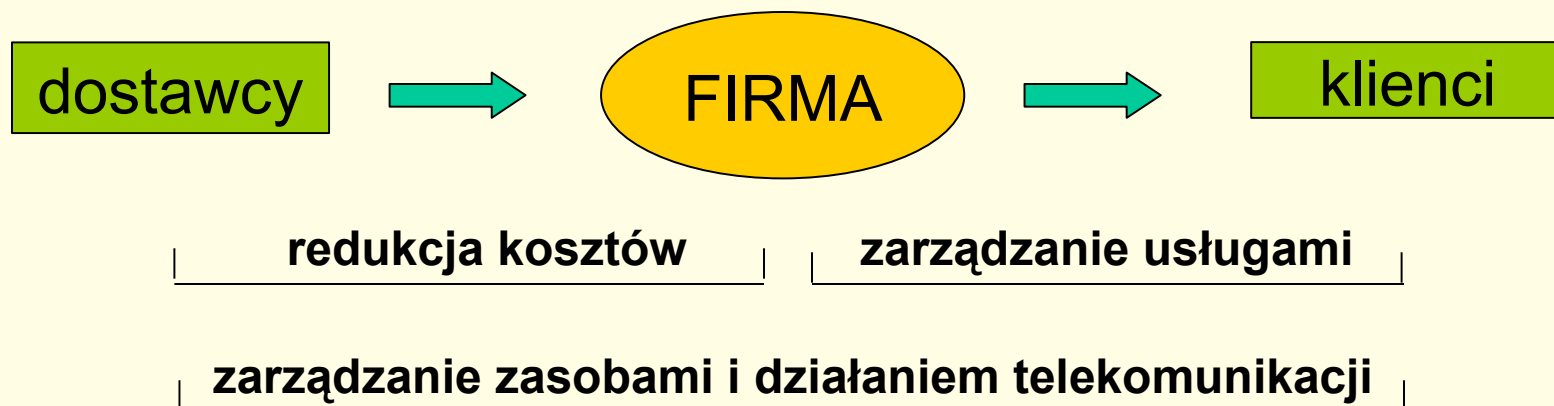 dostawcy FIRMA klienci
redukcja kosztów zarządzanie usługami
zarządzanie zasobami i działaniem telekomunikacji